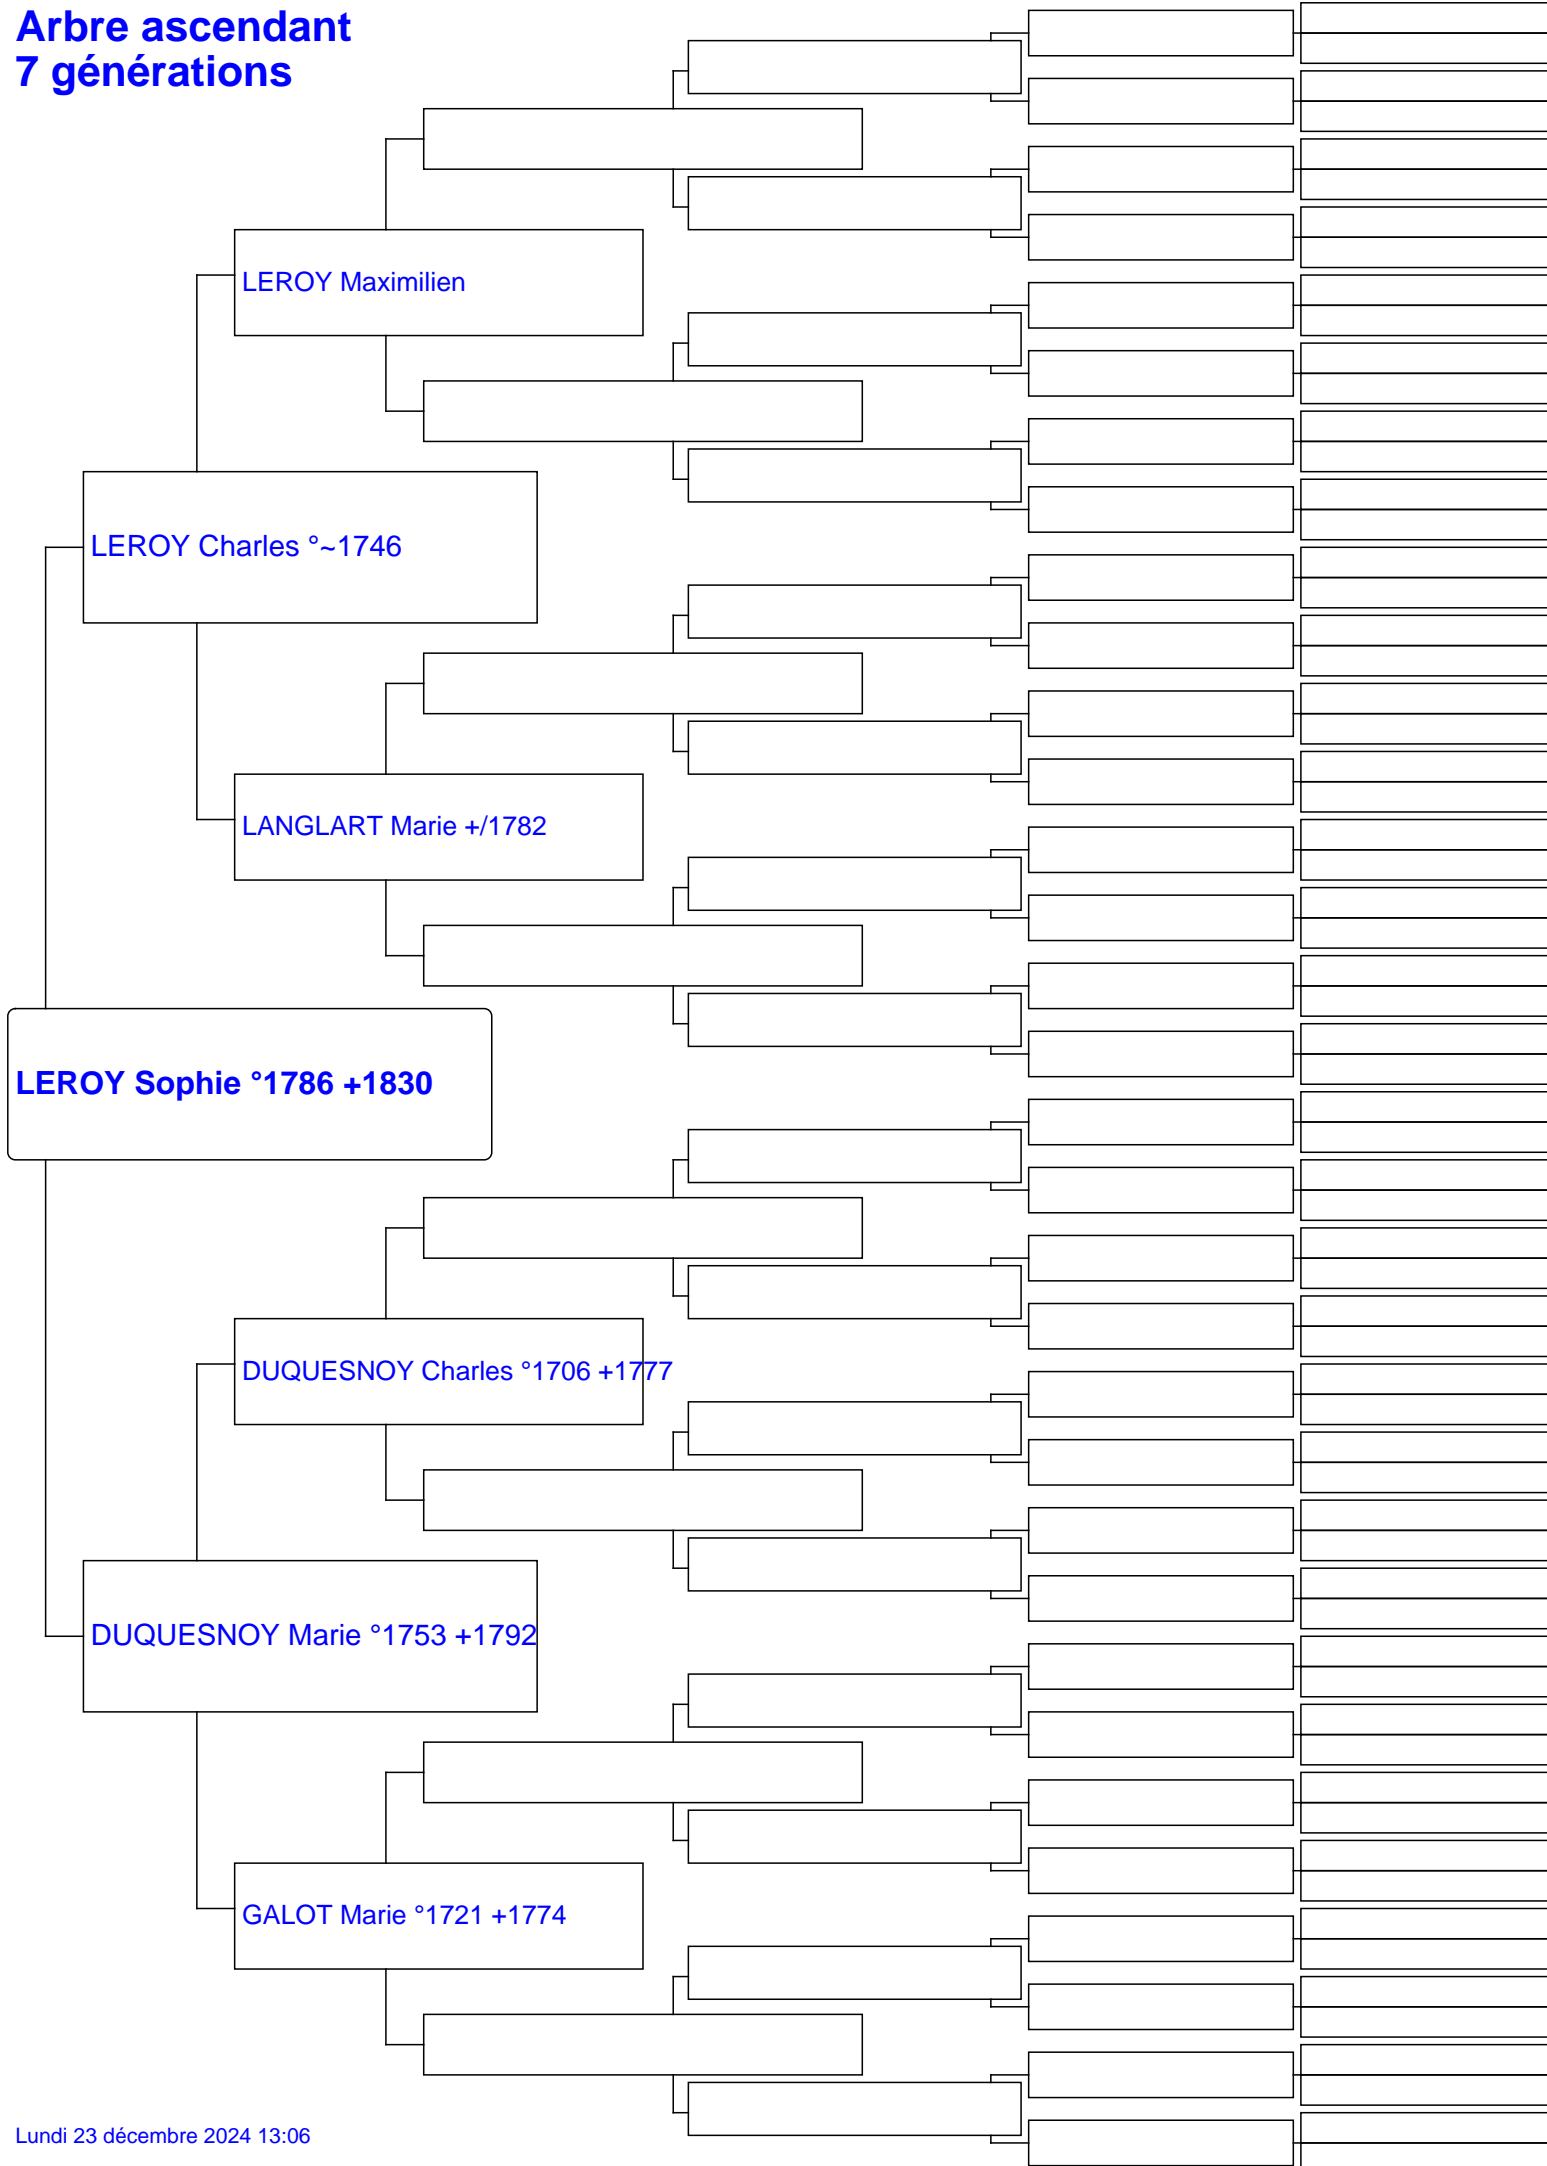 Arbre ascendant
7 générations
LEROY Maximilien
LEROY Charles °~1746
LANGLART Marie +/1782
LEROY Sophie °1786 +1830
DUQUESNOY Charles °1706 +1777
DUQUESNOY Marie °1753 +1792
GALOT Marie °1721 +1774
Lundi 23 décembre 2024 13:06